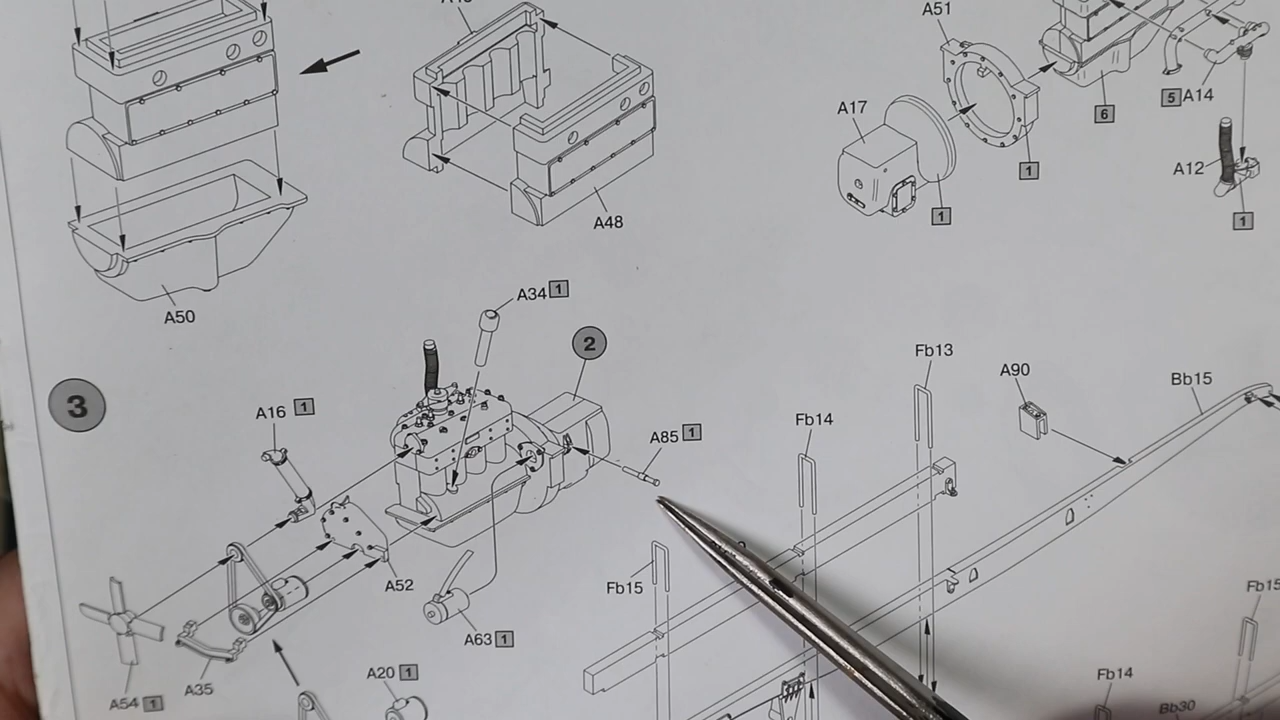 A51
A17
1
1
6
5 A14
A12
1
A48
A50
A34 1
2
3
A16 1
A85 1
Fb13
A90
Bb15
Fb14
A52
Fb15
A63 1
A54 1
A35
A20 1
Fb14
Bb30
Fb15